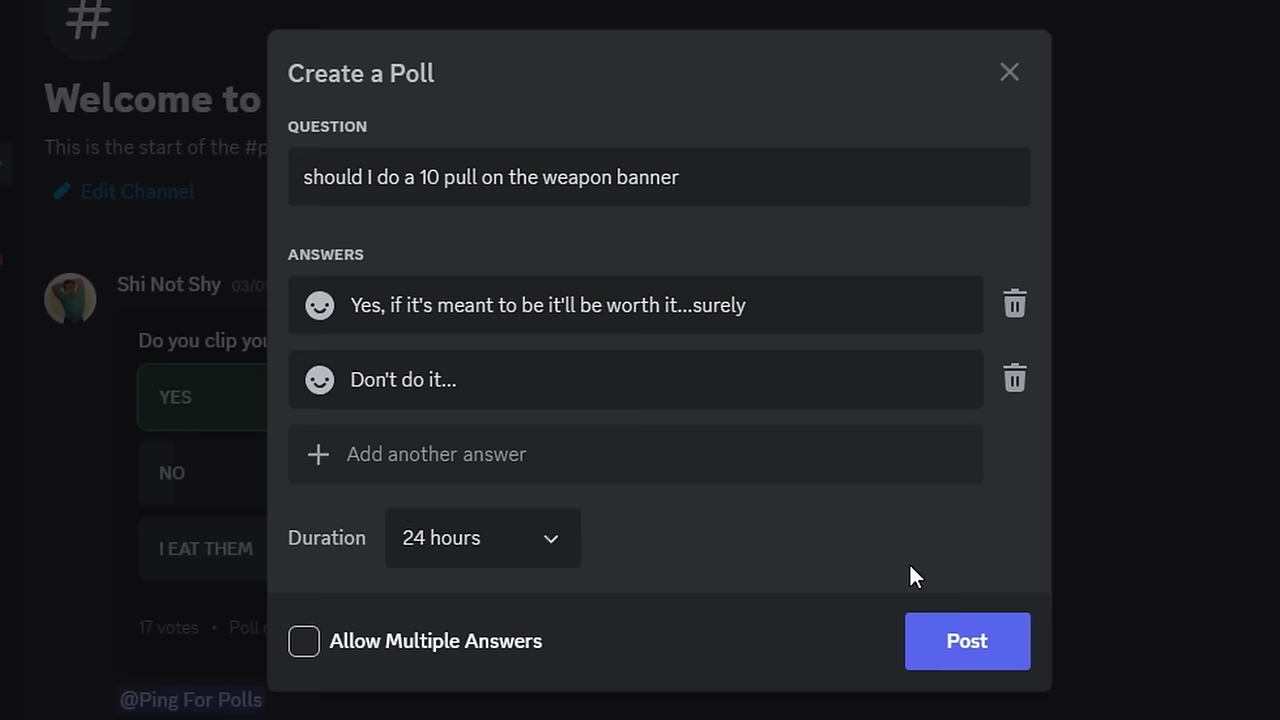 #
Welcome to
This is the start of the #p
Edit Channel
Shi Not Shy 03/0
Do you clip you
YES
NO
I EAT THEM
17 votes • Poll
@Ping For Polls
Create a Poll
QUESTION
should I do a 10 pull on the weapon banner
ANSWERS
Yes, if it's meant to be it'll be worth it...surely
Don't do it...
Add another answer
Duration 24 hours
Allow Multiple Answers
Post